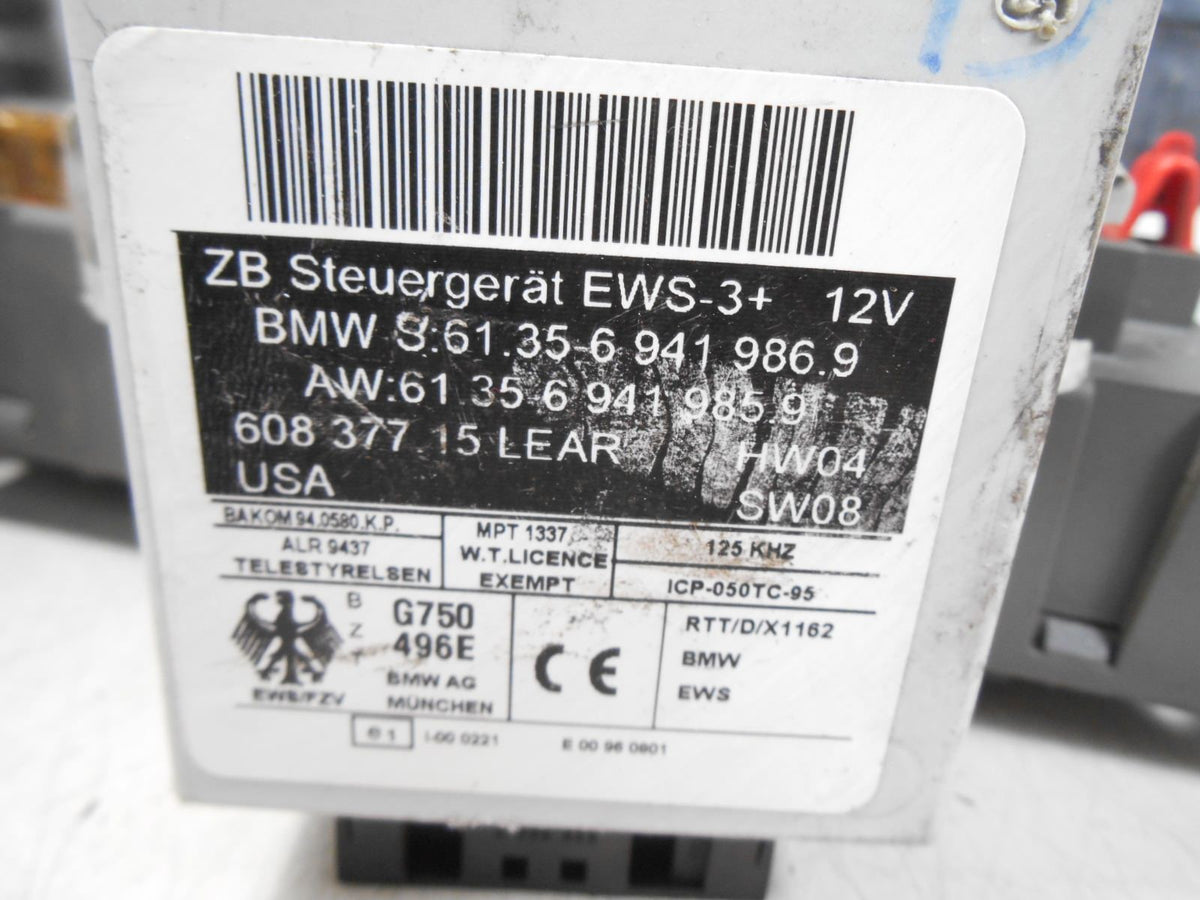 ZB Steuergerät EWS-3+ 12V
BMW S:61.35-6 941 986.9
AW:61.35 6 941 985.9
608 377 15 LEAR HW04
USA SW08
BAKOM 94.0580.K.P.
ALR 9437
TELESTYRELSEN
MPT 1337
W.T.LICENCE
EXEMPT
125 KHZ
ICP-050TC-95
B
Z
T
EWS/FZV
G750
496E
BMW AG
MÜNCHEN
CE
RTT/D/X1162
BMW
EWS
e1 I-00 0221 E 00 96 0801